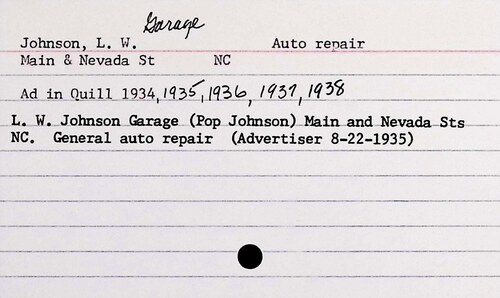 Garage
Johnson, L. W. Auto repair
Main & Nevada St NC
Ad in Quill 1934, 1935, 1936, 1937, 1938
L. W. Johnson Garage (Pop Johnson) Main and Nevada Sts
NC. General auto repair (Advertiser 8-22-1935)